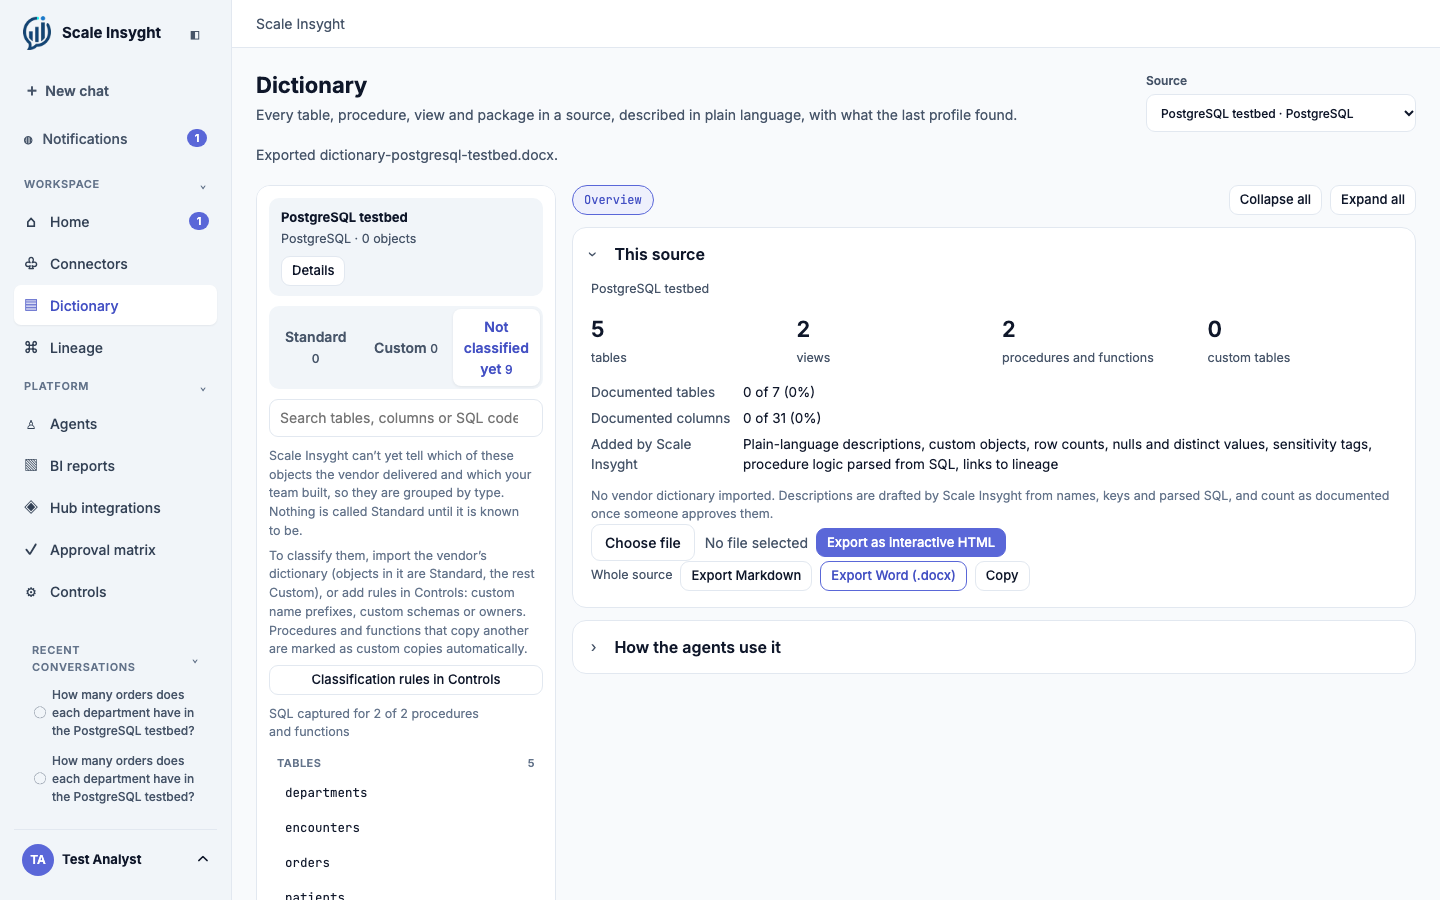 Scale Insyght
+ New chat
Notifications 1
WORKSPACE
Home 1
Connectors
Dictionary
Lineage
PLATFORM
Agents
BI reports
Hub integrations
Approval matrix
Controls
RECENT
CONVERSATIONS
How many orders does
each department have in
the PostgreSQL testbed?
How many orders does
each department have in
the PostgreSQL testbed?
TA Test Analyst
Scale Insyght
Dictionary
Every table, procedure, view and package in a source, described in plain language, with what the last profile found.
Source
PostgreSQL testbed · PostgreSQL
Exported dictionary-postgresql-testbed.docx.
PostgreSQL testbed
PostgreSQL · 0 objects
Details
Standard
0
Custom 0
Not
classified
yet 9
Search tables, columns or SQL code
Scale Insyght can’t yet tell which of these
objects the vendor delivered and which your
team built, so they are grouped by type.
Nothing is called Standard until it is known
to be.
To classify them, import the vendor’s
dictionary (objects in it are Standard, the rest
Custom), or add rules in Controls: custom
name prefixes, custom schemas or owners.
Procedures and functions that copy another
are marked as custom copies automatically.
Classification rules in Controls
SQL captured for 2 of 2 procedures
and functions
TABLES 5
departments
encounters
orders
patients
Overview
Collapse all
Expand all
This source
PostgreSQL testbed
5 2 2 0
tables views procedures and functions custom tables
Documented tables 0 of 7 (0%)
Documented columns 0 of 31 (0%)
Added by Scale Plain-language descriptions, custom objects, row counts, nulls and distinct values, sensitivity tags,
Insyght procedure logic parsed from SQL, links to lineage
No vendor dictionary imported. Descriptions are drafted by Scale Insyght from names, keys and parsed SQL, and count as documented
once someone approves them.
Choose file No file selected Export as interactive HTML
Whole source Export Markdown Export Word (.docx) Copy
How the agents use it